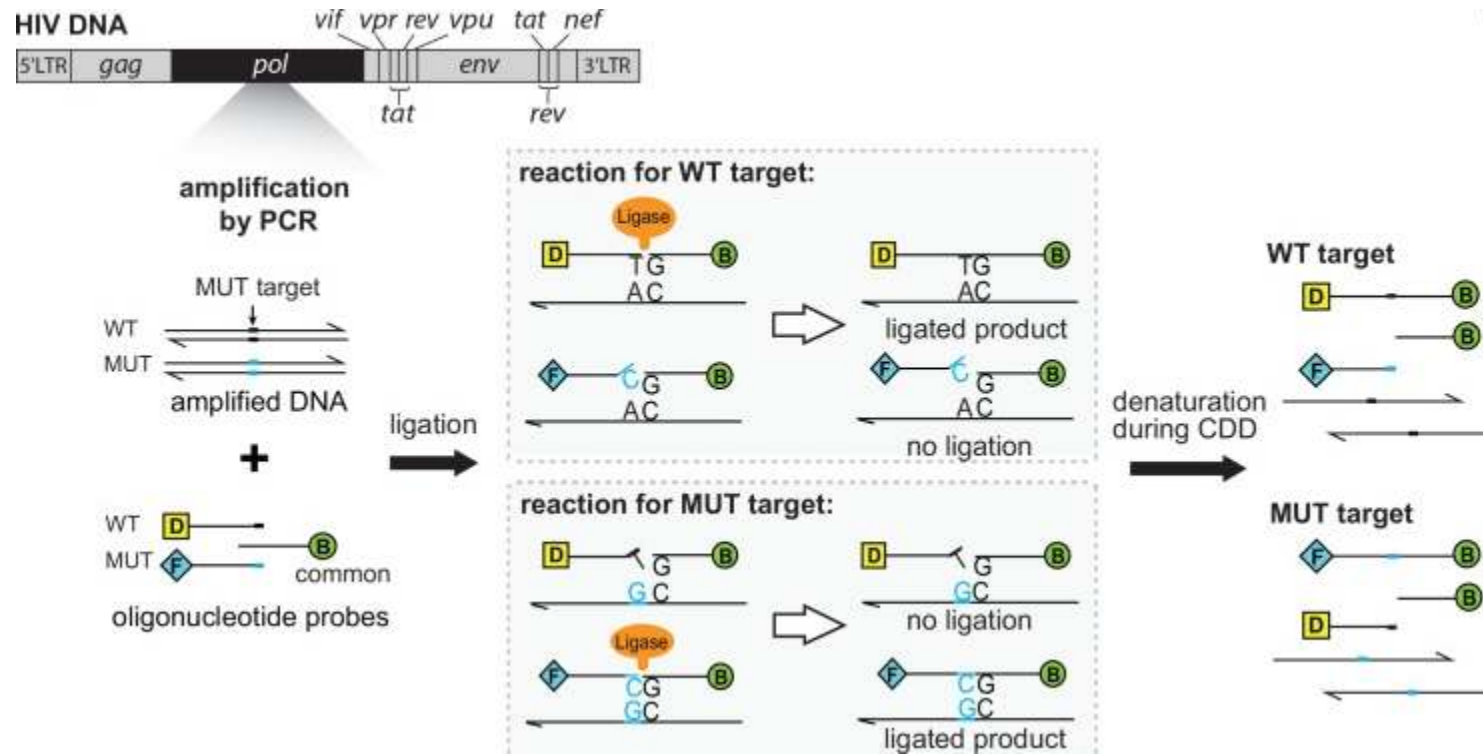 HIV DNA
vif vpr rev vpu tat nef
5'LTR gag pol env 3'LTR
tat rev
amplification
by PCR
MUT target
WT
MUT
amplified DNA
+
WT D
MUT F
B
common
oligonucleotide probes
ligation
reaction for WT target:
Ligase
D B
TG
AC
F B
C G
AC
D B
TG
AC
ligated product
F B
C G
AC
no ligation
reaction for MUT target:
D B
G
G C
Ligase
F B
CG
GC
D B
G
GC
no ligation
F B
CG
GC
ligated product
denaturation
during CDD
WT target
D B
B
F
MUT target
F B
B
D